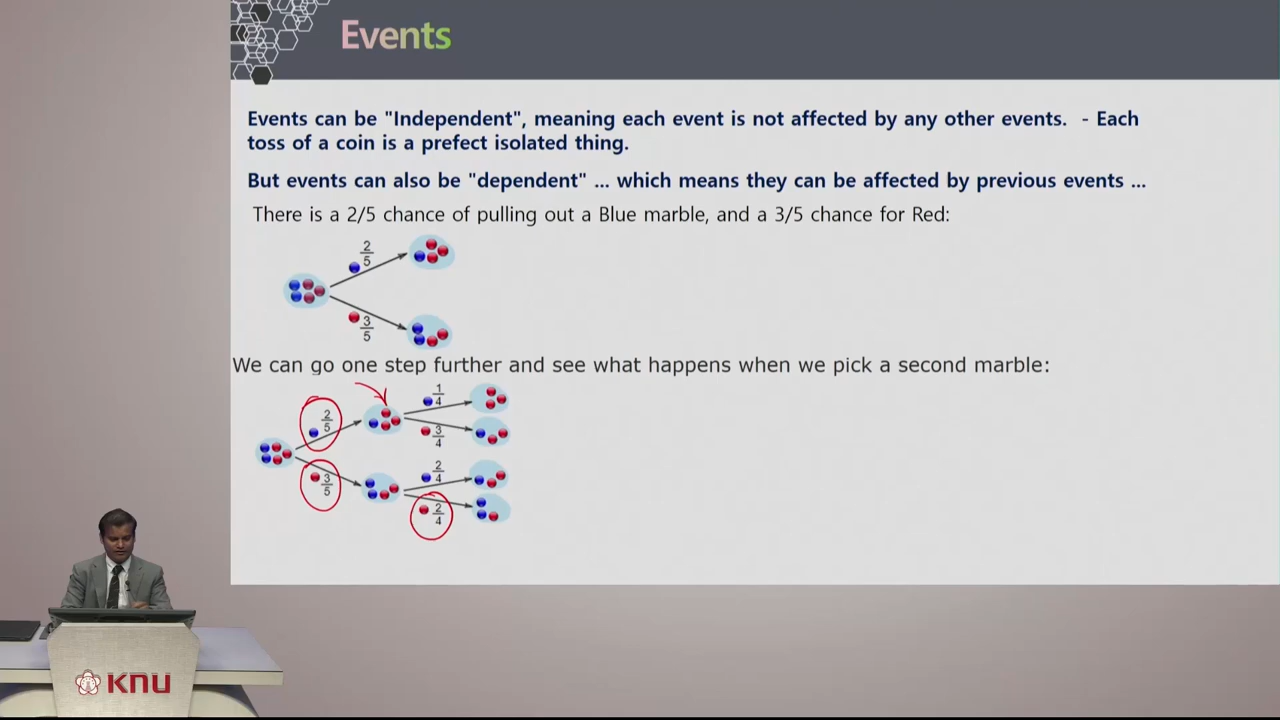 Events
Events can be "Independent", meaning each event is not affected by any other events.  - Each
toss of a coin is a prefect isolated thing.
But events can also be "dependent" ... which means they can be affected by previous events ...
There is a 2/5 chance of pulling out a Blue marble, and a 3/5 chance for Red:
2
5
3
5
We can go one step further and see what happens when we pick a second marble:
1
4
2
5
3
4
2
4
3
5
2
4
KNU